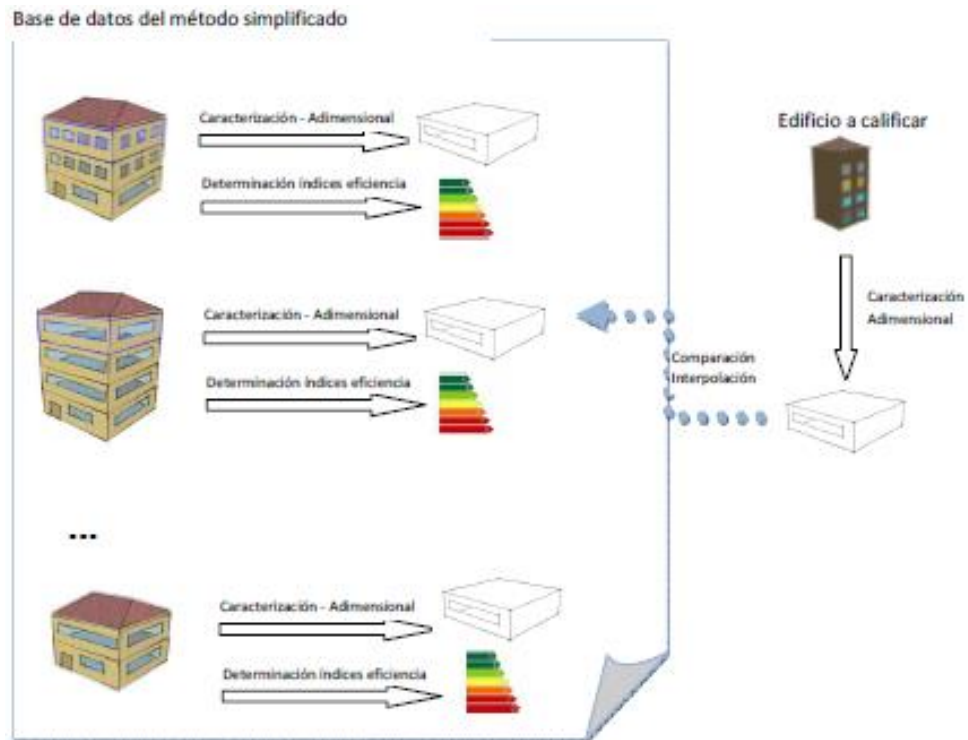 Base de datos del método simplificado
Caracterización - Adimensional
Determinación índices eficiencia
Caracterización - Adimensional
Determinación índices eficiencia
...
Caracterización - Adimensional
Determinación índices eficiencia
Edificio a calificar
Caracterización
Adimensional
Comparación
Interpolación